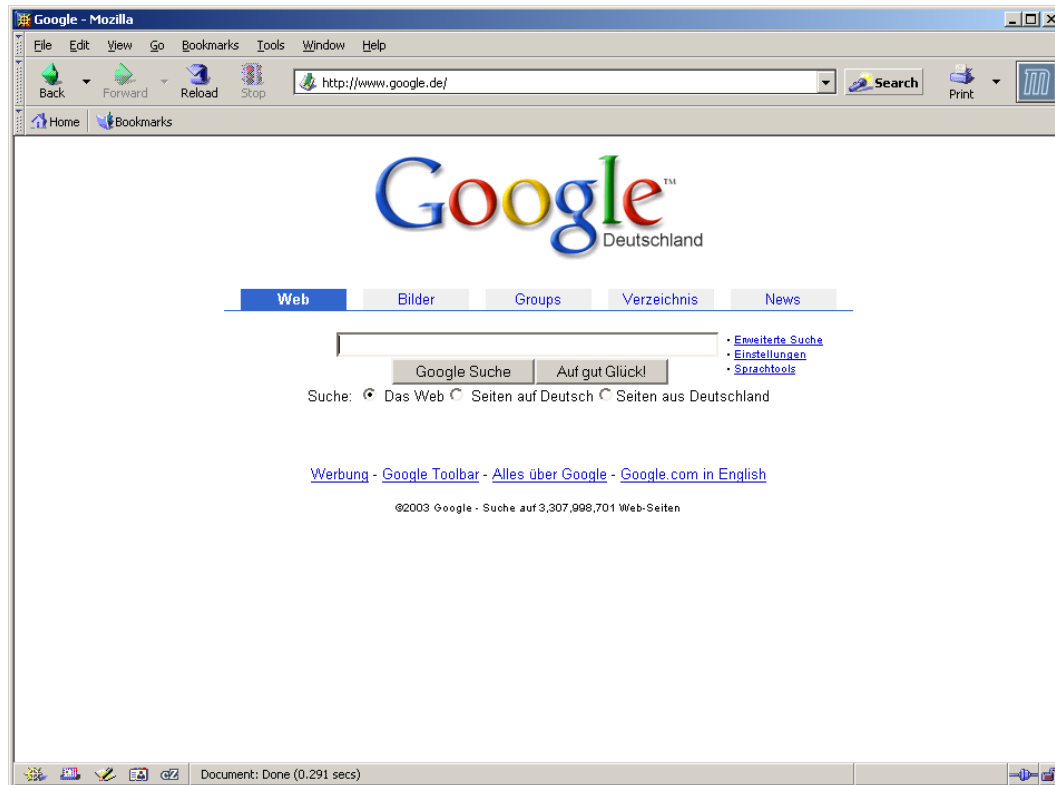 Google - Mozilla
File Edit View Go Bookmarks Tools Window Help
Back Forward Reload Stop http://www.google.de/ Search Print
Home Bookmarks
Google™
Deutschland
Web Bilder Groups Verzeichnis News
• Erweiterte Suche
• Einstellungen
Google Suche Auf gut Glück! • Sprachtools
Suche: Das Web Seiten auf Deutsch Seiten aus Deutschland
Werbung - Google Toolbar - Alles über Google - Google.com in English
©2003 Google - Suche auf 3,307,998,701 Web-Seiten
cZ Document: Done (0.291 secs)